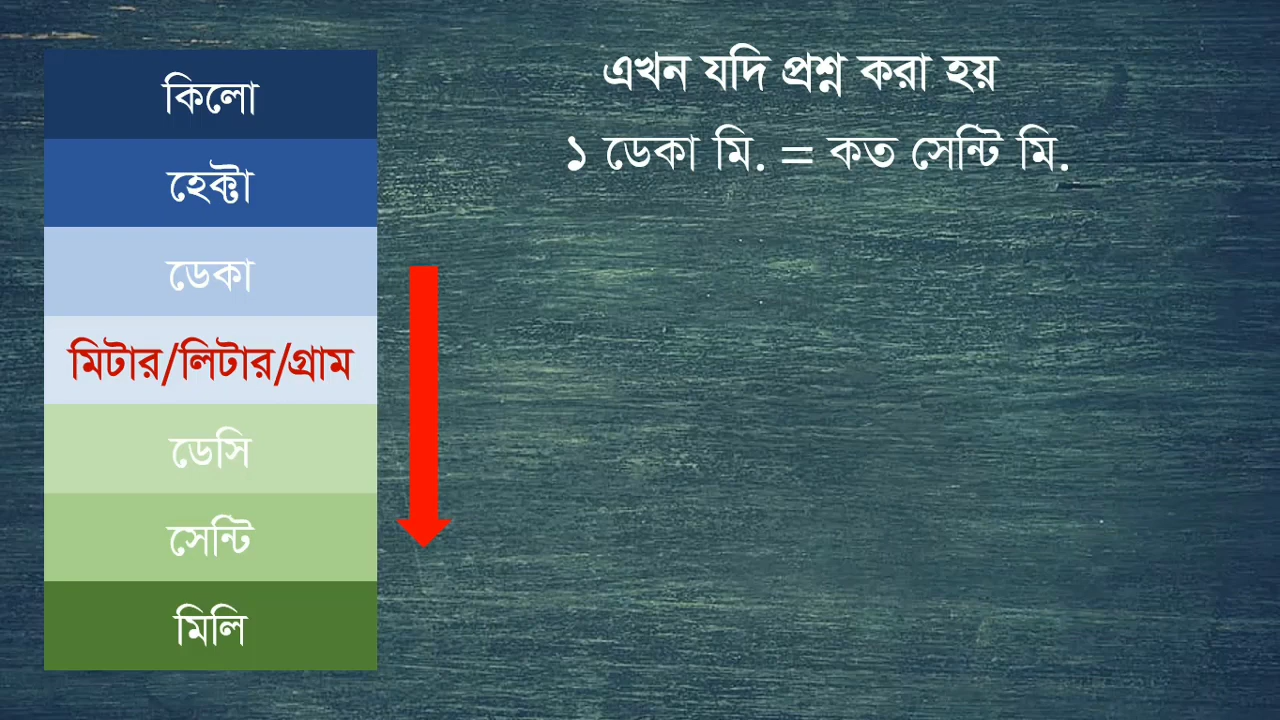 কিলো
হেক্টা
ডেকা
মিটার/লিটার/গ্রাম
ডেসি
সেন্টি
মিলি
এখন যদি প্রশ্ন করা হয়
১ ডেকা মি. = কত সেন্টি মি.